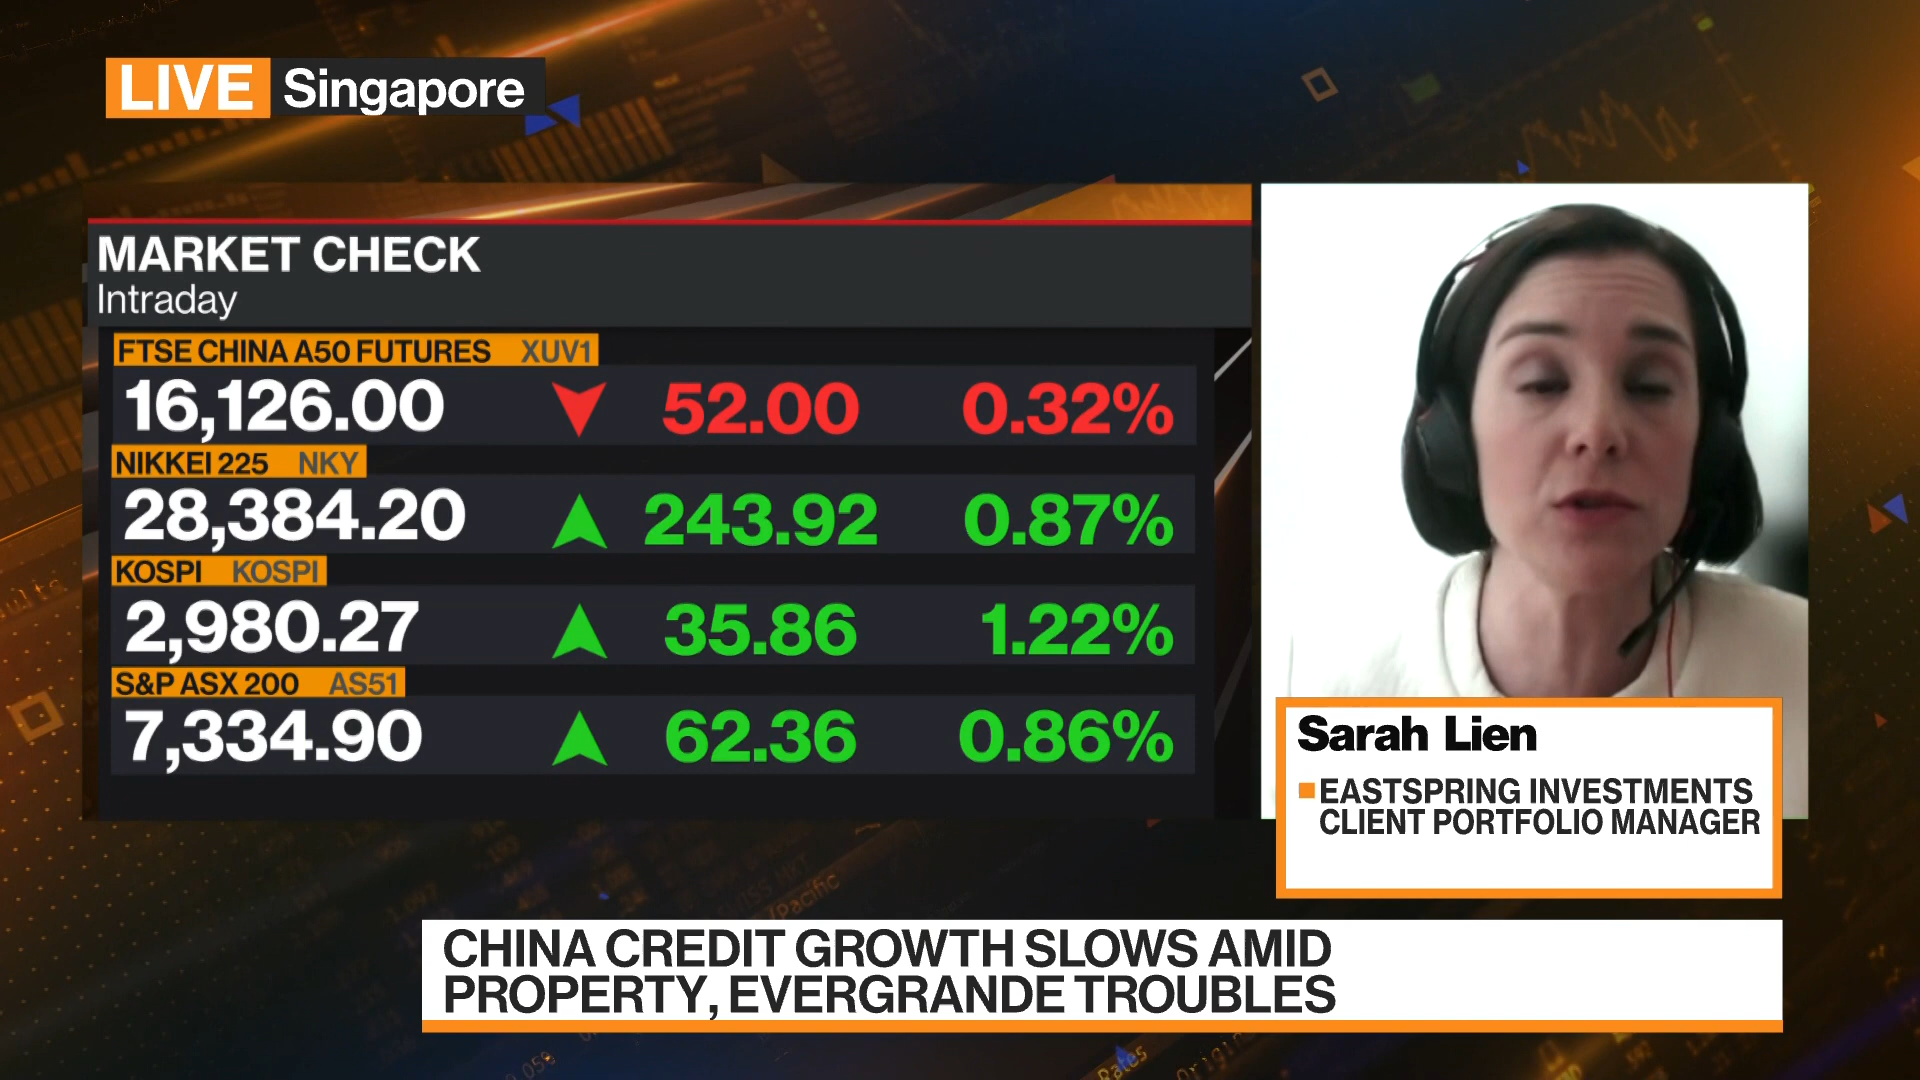 LIVE Singapore
MARKET CHECK
Intraday
FTSE CHINA A50 FUTURES XUV1
16,126.00 52.00 0.32%
NIKKEI 225 NKY
28,384.20 243.92 0.87%
KOSPI KOSPI
2,980.27 35.86 1.22%
S&P ASX 200 AS51
7,334.90 62.36 0.86%
Sarah Lien
EASTSPRING INVESTMENTS
CLIENT PORTFOLIO MANAGER
CHINA CREDIT GROWTH SLOWS AMID
PROPERTY, EVERGRANDE TROUBLES
Pacific
Rates